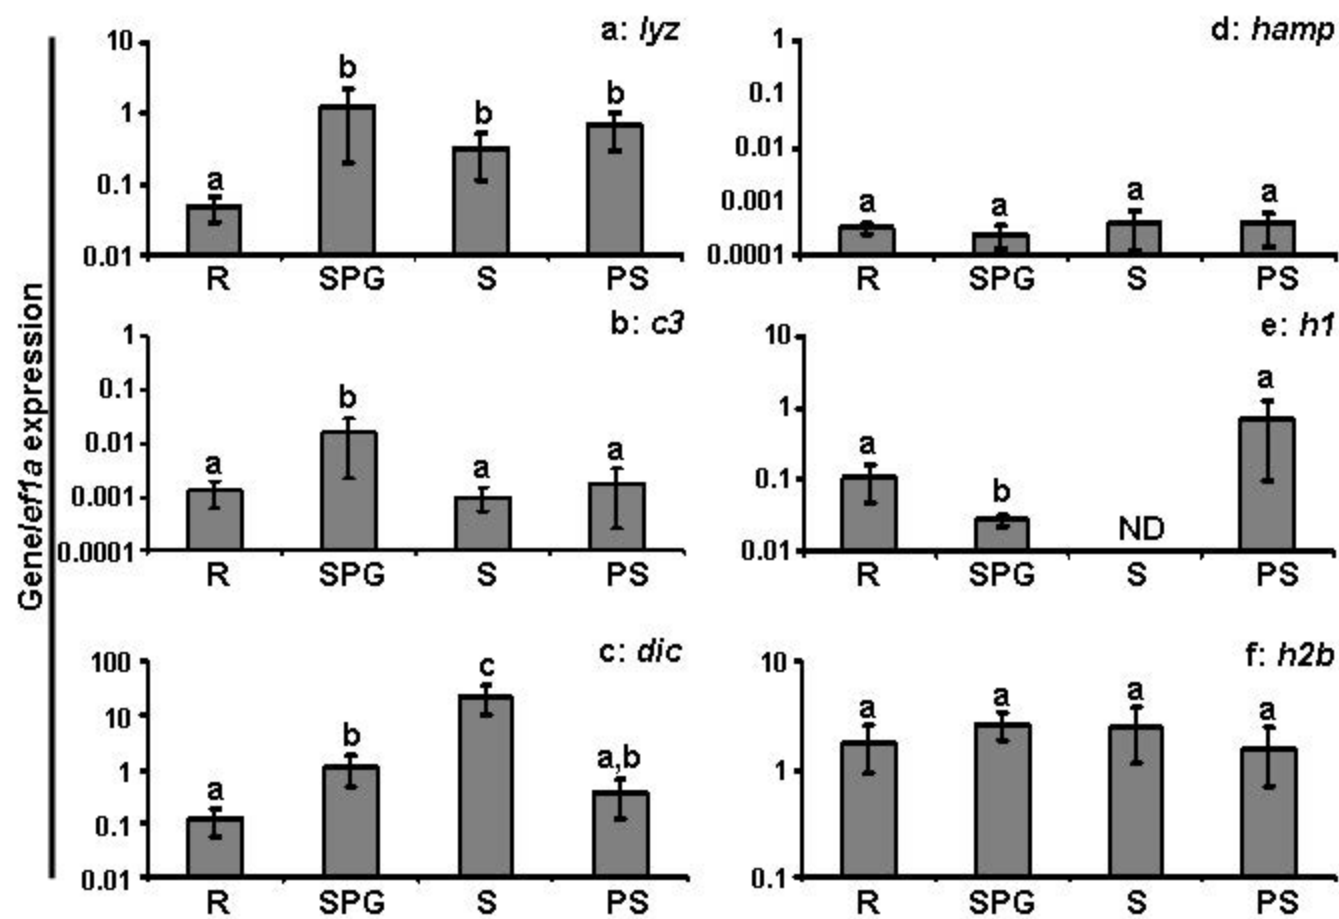 Gene/ef1a expression
a: lyz
10
1
0.1
0.01
a
b
b
b
R SPG S PS
b: c3
1
0.1
0.01
0.001
0.0001
a
b
a
a
R SPG S PS
c: dic
100
10
1
0.1
0.01
a
b
c
a,b
R SPG S PS
d: hamp
1
0.1
0.01
0.001
0.0001
a
a
a
a
R SPG S PS
e: h1
10
1
0.1
0.01
a
b
ND
a
R SPG S PS
f: h2b
10
1
0.1
a
a
a
a
R SPG S PS